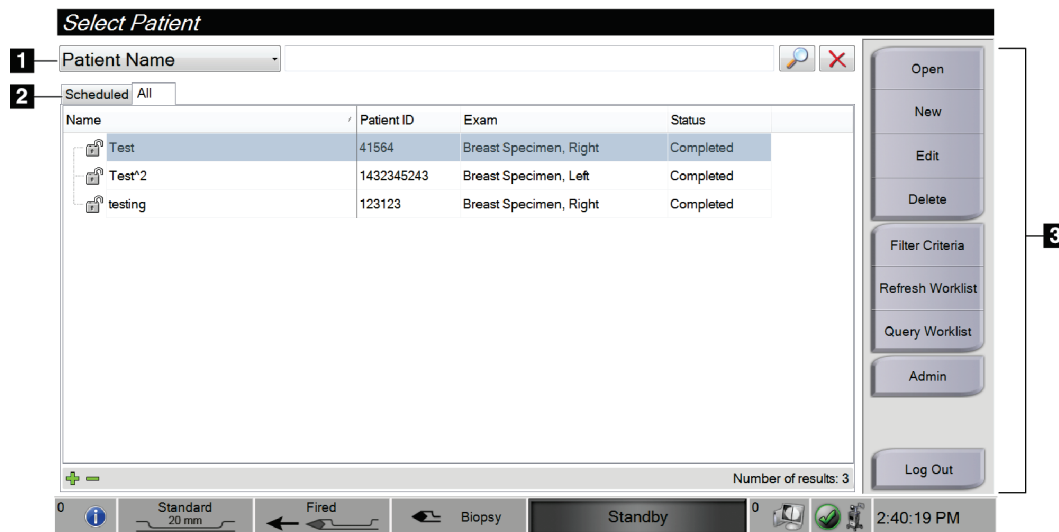 Select Patient
1 Patient Name
2 Scheduled All
Name Patient ID Exam Status
Test 41564 Breast Specimen, Right Completed
Test^2 1432345243 Breast Specimen, Left Completed
testing 123123 Breast Specimen, Right Completed
Number of results: 3
Open
New
Edit
Delete
Filter Criteria
Refresh Worklist
Query Worklist
Admin
Log Out
3
0 Standard 20 mm Fired Biopsy Standby 0 2:40:19 PM